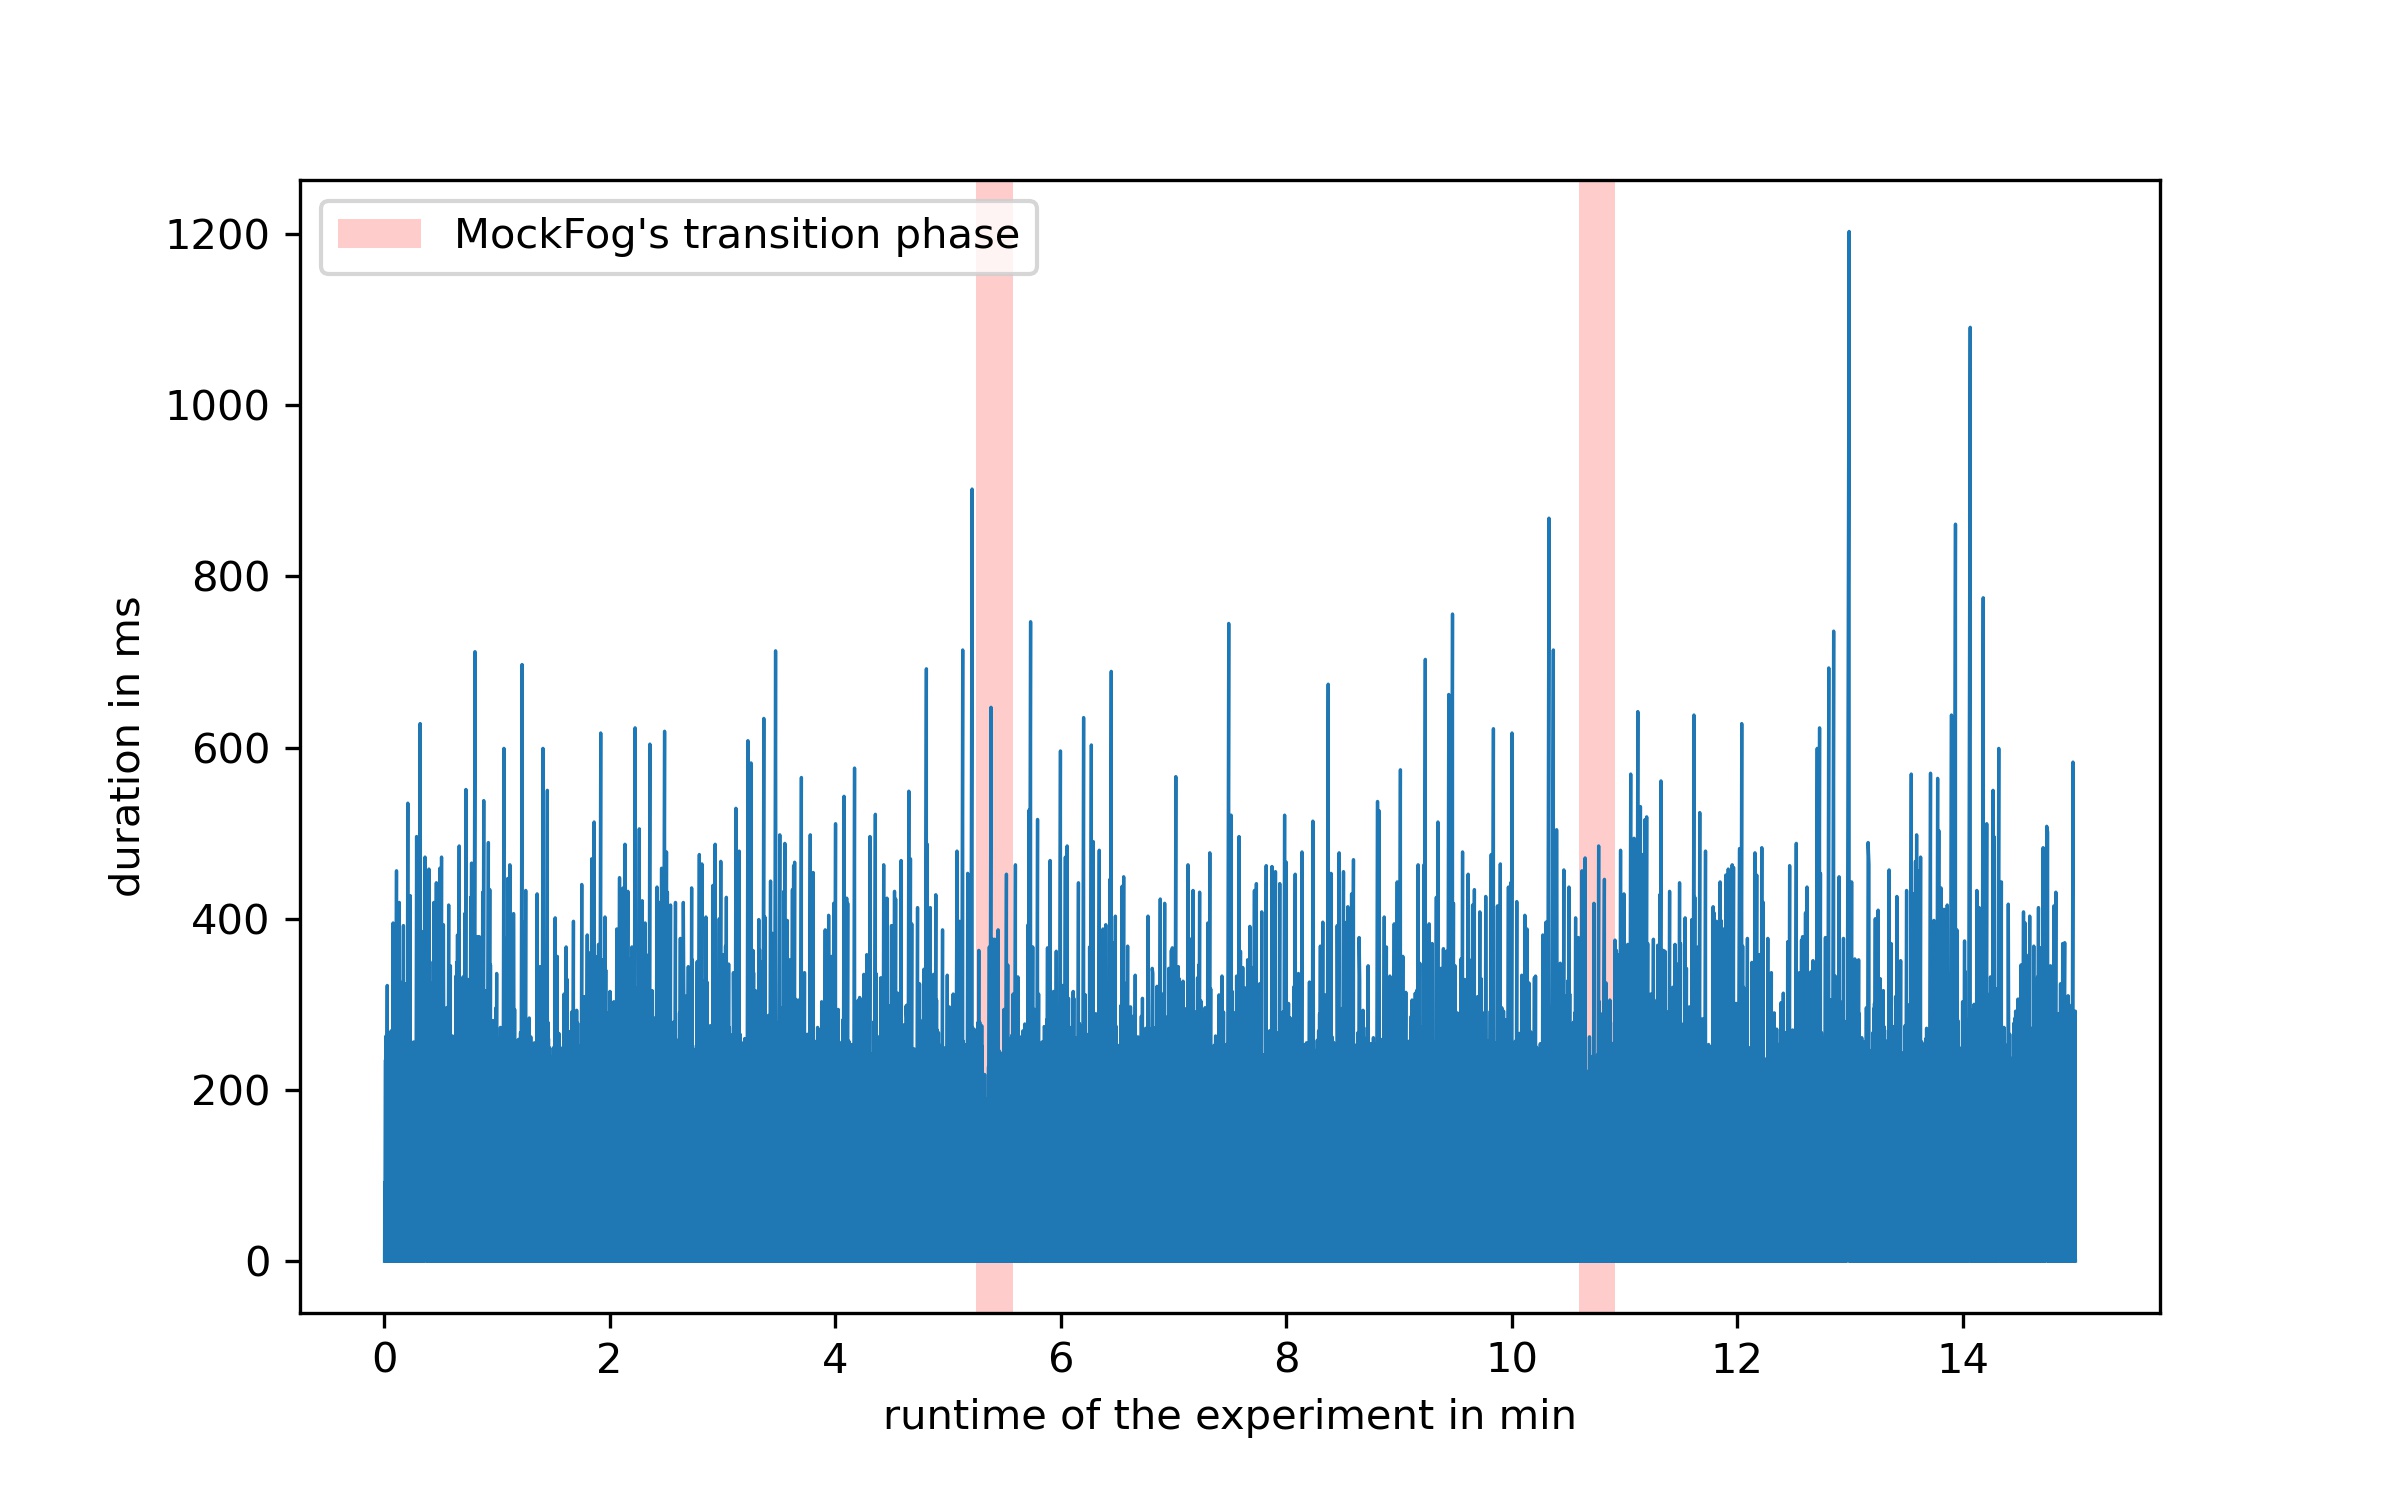 MockFog's transition phase
1200
1000
800
600
400
200
0
duration in ms
0 2 4 6 8 10 12 14
runtime of the experiment in min